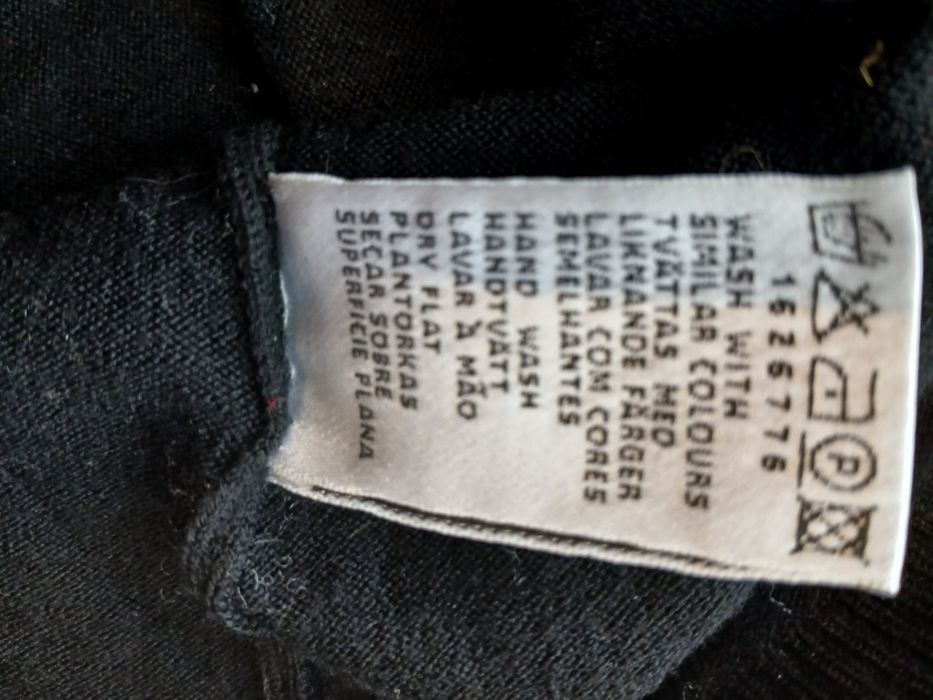 P
1626776
WASH WITH
SIMILAR COLOURS
TVÄTTAS MED
LIKNANDE FÄRGER
LAVAR COM CORES
SEMELHANTES
HAND WASH
HANDTVÄTT
LAVAR À MÃO
DRY FLAT
PLANTORKAS
SECAR SOBRE
SUPERFICIE PLANA